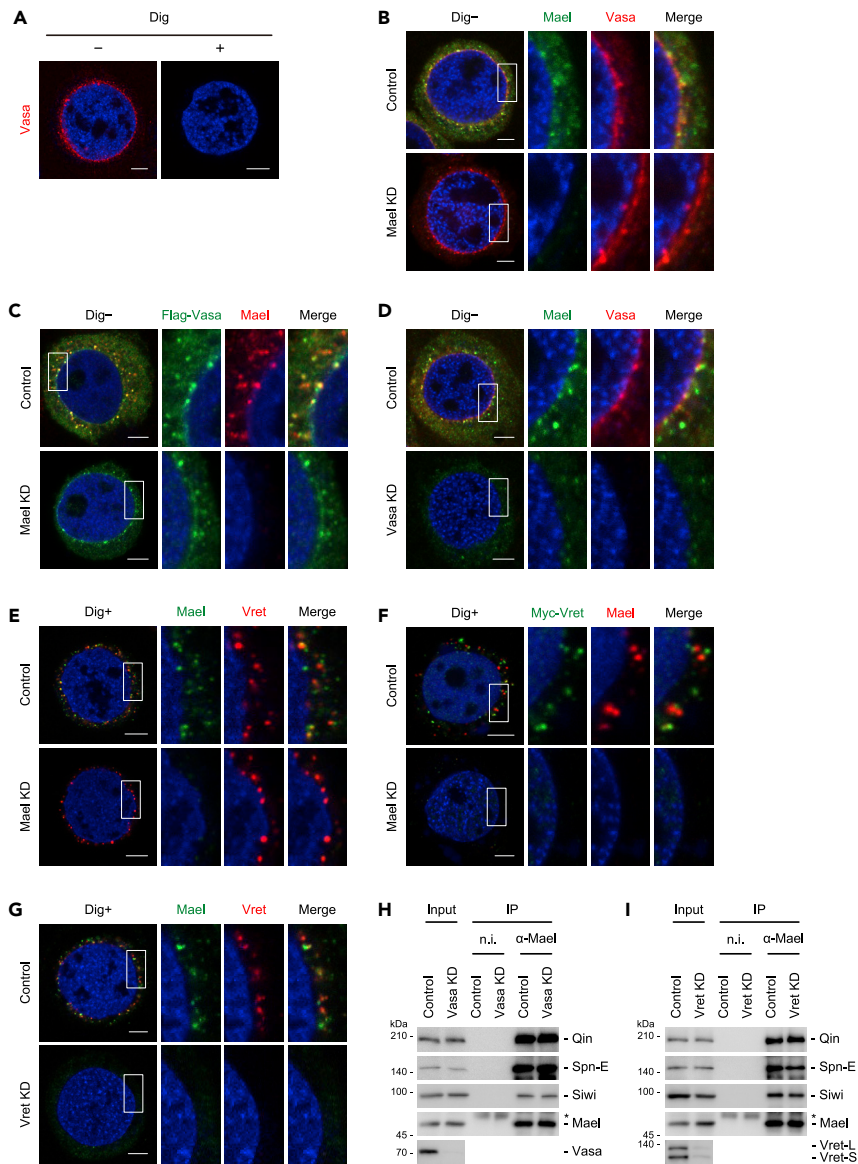 A
Dig
– +
Vasa
B
Dig– Mael Vasa Merge
Control
Mael KD
C
Dig– Flag-Vasa Mael Merge
Control
Mael KD
D
Dig– Mael Vasa Merge
Control
Vasa KD
E
Dig+ Mael Vret Merge
Control
Mael KD
F
Dig+ Myc-Vret Mael Merge
Control
Mael KD
G
Dig+ Mael Vret Merge
Control
Vret KD
H
Input IP
n.i. α-Mael
Control Vasa KD Control Vasa KD Control Vasa KD
kDa
210 - Qin
140 - Spn-E
100 - Siwi
*
- Mael
45
70 - Vasa
I
Input IP
n.i. α-Mael
Control Vret KD Control Vret KD Control Vret KD
kDa
210 - Qin
140 - Spn-E
100 - Siwi
*
- Mael
45
140 - Vret-L
- Vret-S